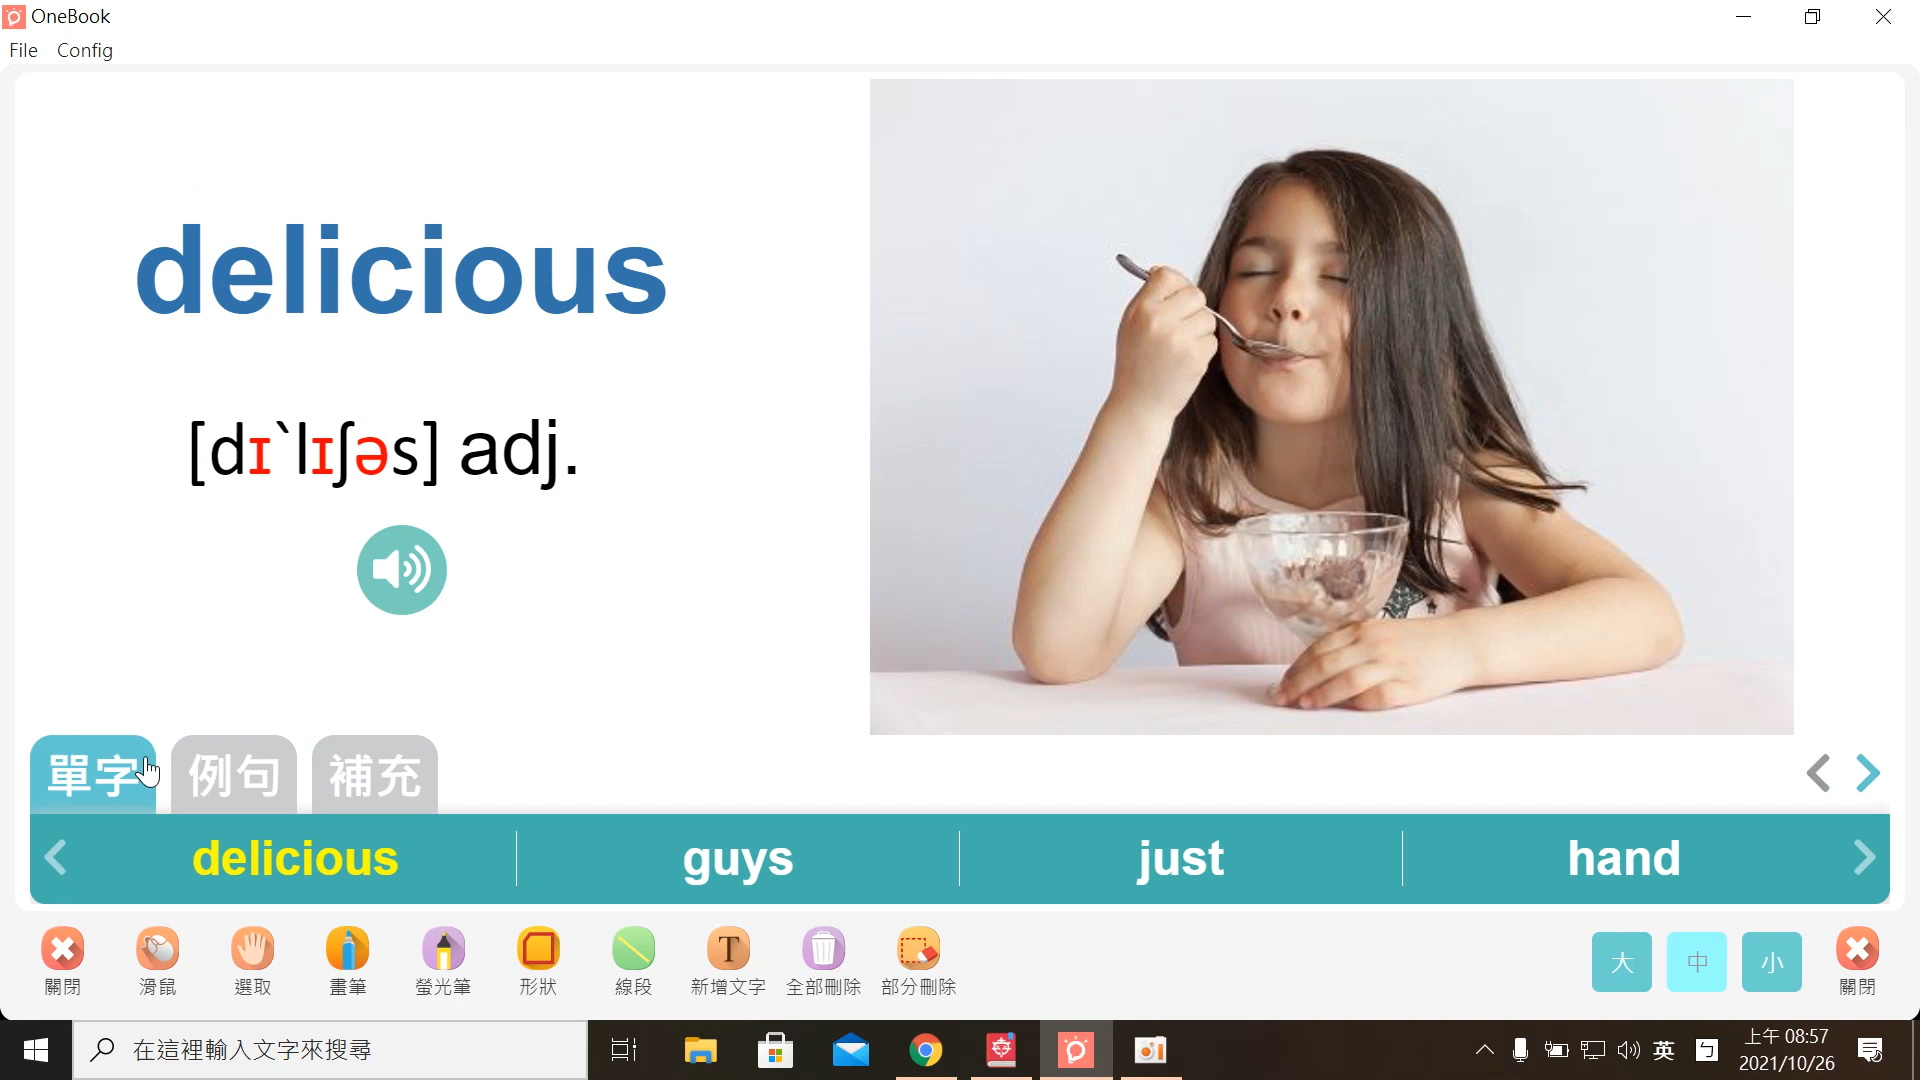 OneBook
File Config
delicious
[dɪˋlɪʃəs] adj.
單字 例句 補充
delicious guys just hand
關閉 滑鼠 選取 畫筆 螢光筆 形狀 線段 新增文字 全部刪除 部分刪除 大 中 小 關閉
在這裡輸入文字來搜尋
英 ㄅ 上午 08:57
2021/10/26